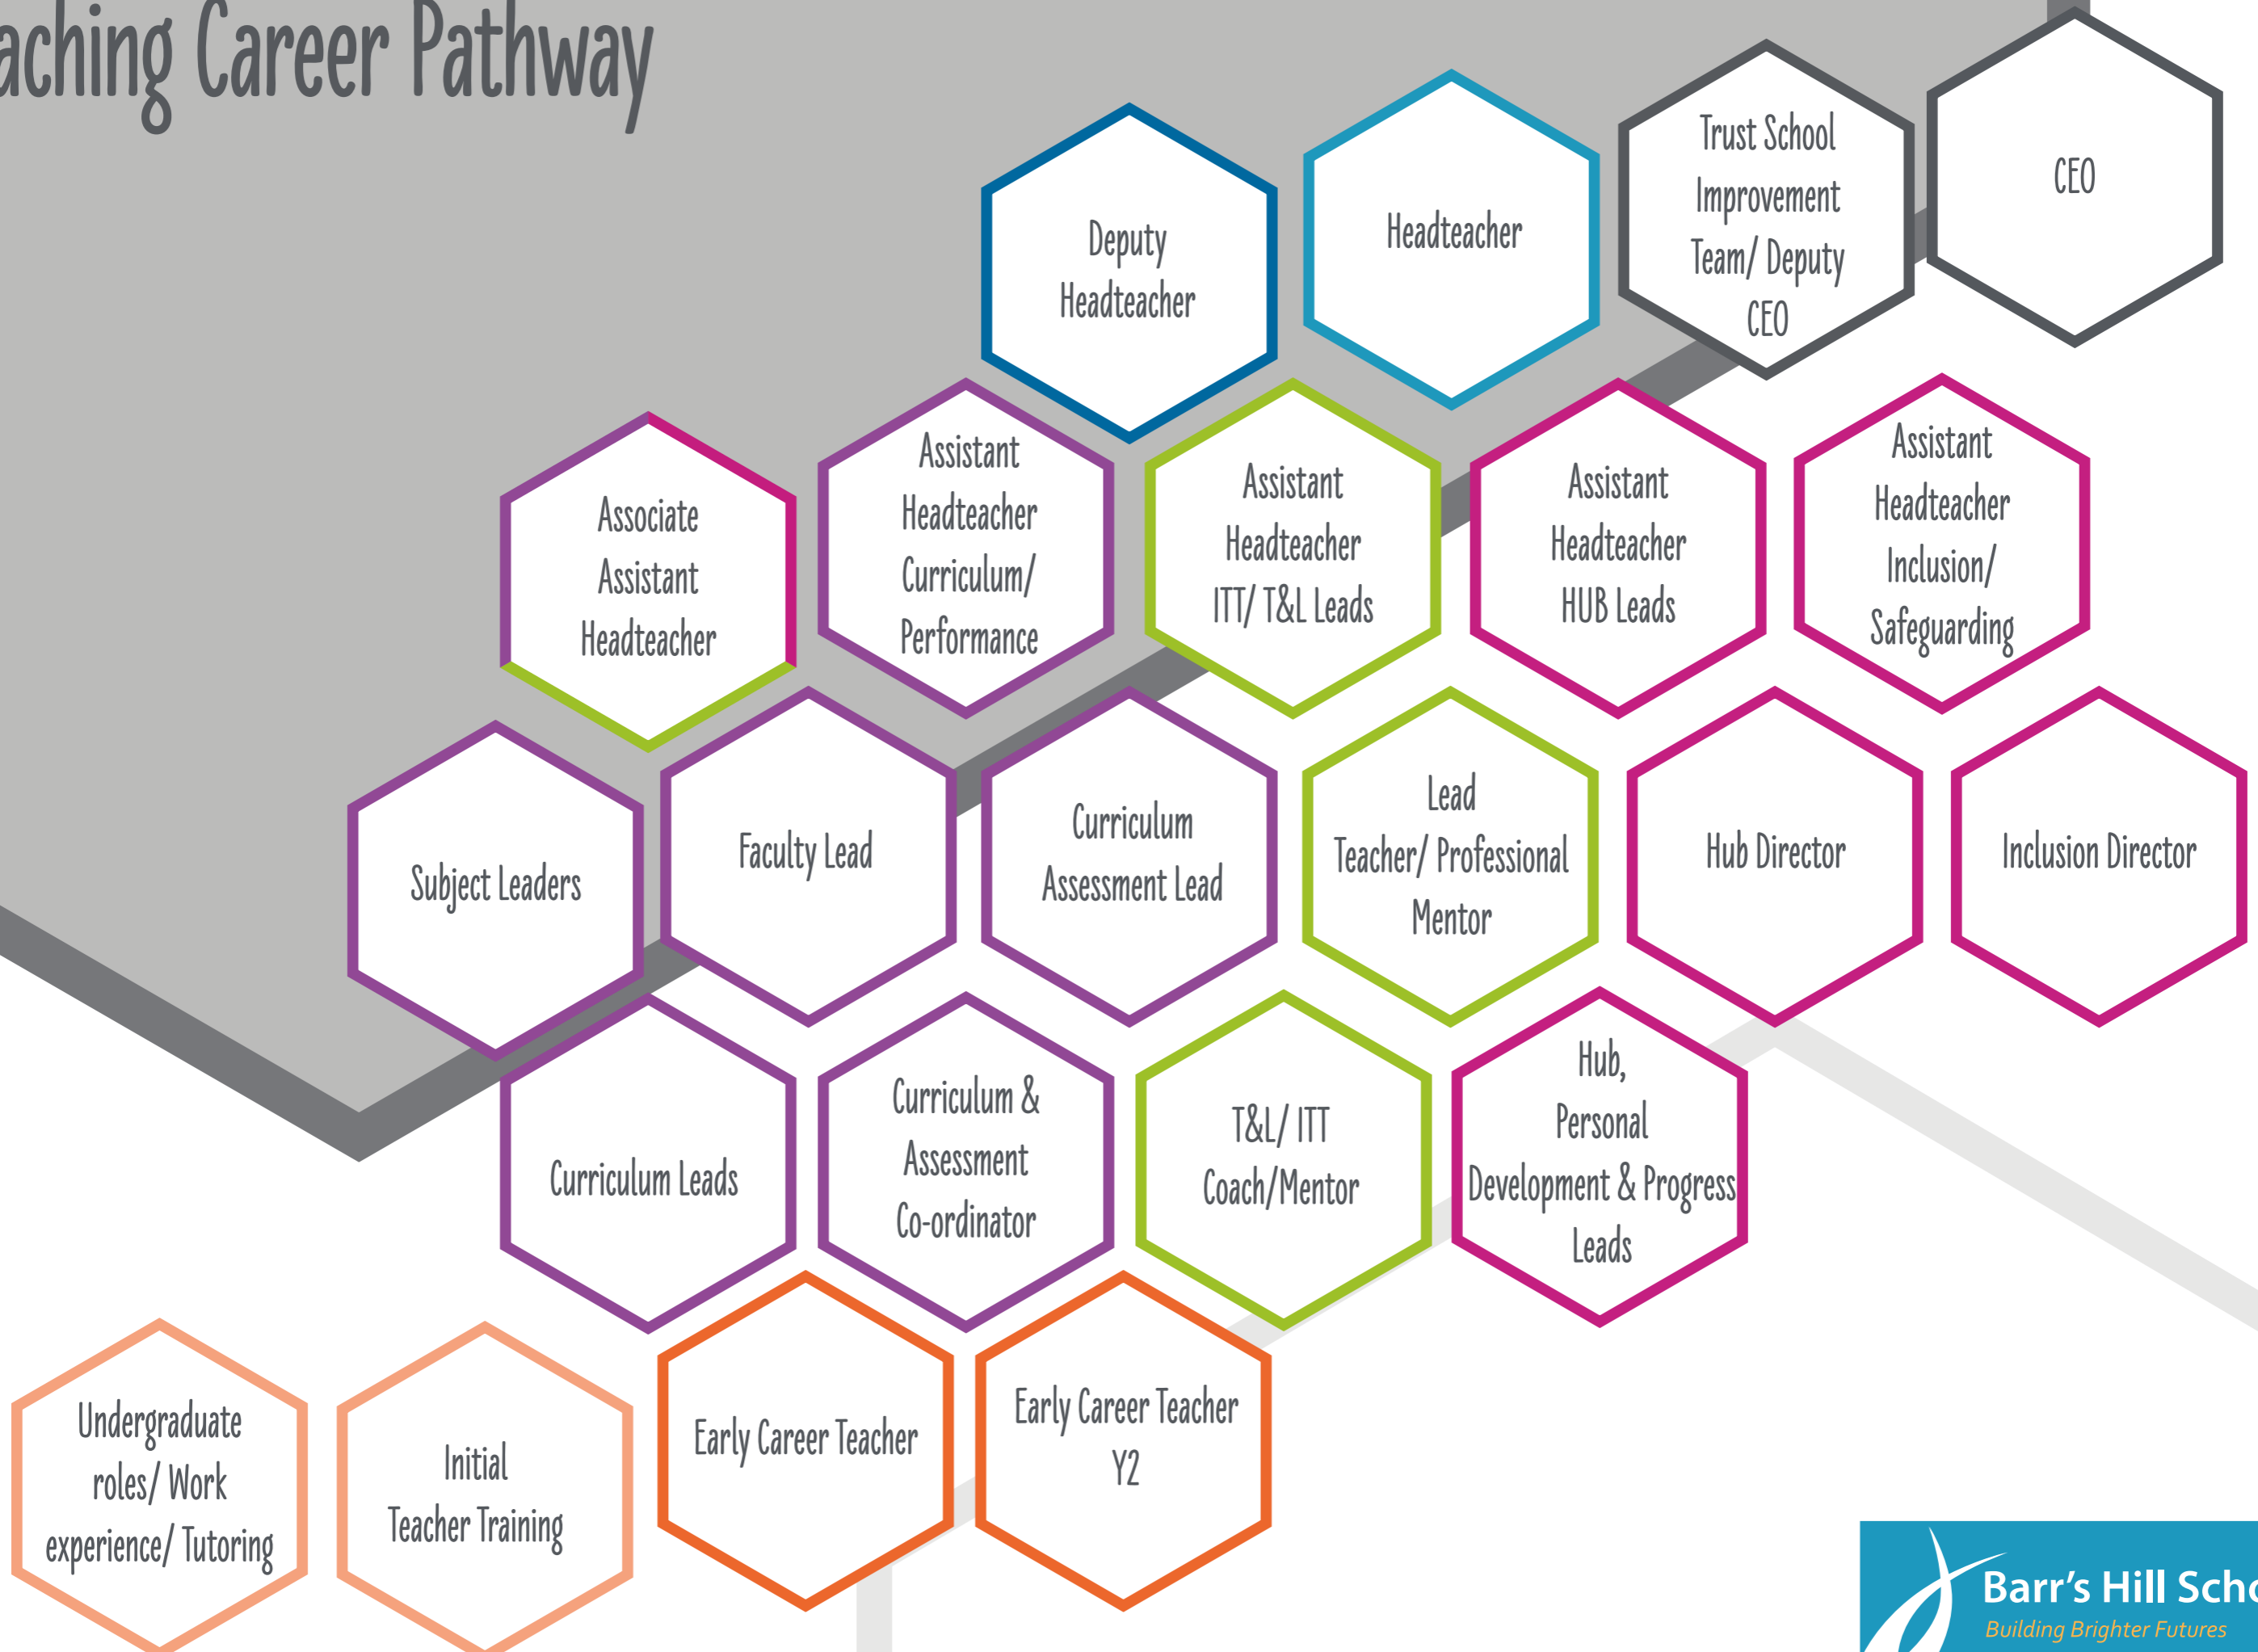 aching Career Pathway
CEO
Trust School
Improvement
Team/ Deputy
CEO
Headteacher
Deputy
Headteacher
Associate
Assistant
Headteacher
Assistant
Headteacher
Curriculum/
Performance
Assistant
Headteacher
ITT/ T&L Leads
Assistant
Headteacher
HUB Leads
Assistant
Headteacher
Inclusion/
Safeguarding
Subject Leaders
Faculty Lead
Curriculum
Assessment Lead
Lead
Teacher/ Professional
Mentor
Hub Director
Inclusion Director
Curriculum Leads
Curriculum &
Assessment
Co-ordinator
T&L/ ITT
Coach/Mentor
Hub,
Personal
Development & Progress
Leads
Undergraduate
roles/ Work
experience/ Tutoring
Initial
Teacher Training
Early Career Teacher
Early Career Teacher
Y2
Barr's Hill Scho
Building Brighter Futures